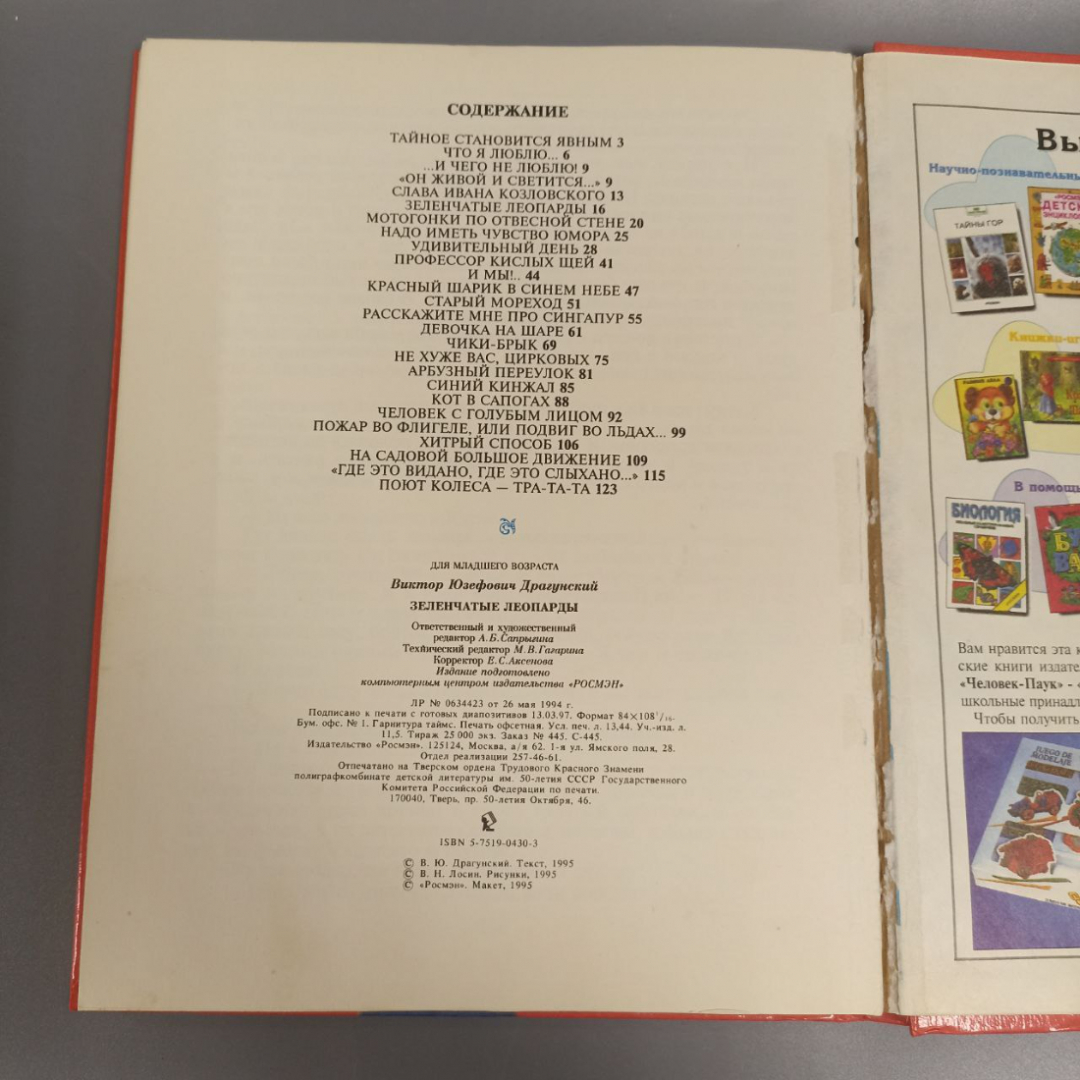 СОДЕРЖАНИЕ
ТАЙНОЕ СТАНОВИТСЯ ЯВНЫМ 3
ЧТО Я ЛЮБЛЮ... 6
...И ЧЕГО НЕ ЛЮБЛЮ! 9
«ОН ЖИВОЙ И СВЕТИТСЯ...» 9
СЛАВА ИВАНА КОЗЛОВСКОГО 13
ЗЕЛЕНЧАТЫЕ ЛЕОПАРДЫ 16
МОТОГОНКИ ПО ОТВЕСНОЙ СТЕНЕ 20
НАДО ИМЕТЬ ЧУВСТВО ЮМОРА 25
УДИВИТЕЛЬНЫЙ ДЕНЬ 28
ПРОФЕССОР КИСЛЫХ ЩЕЙ 41
И МЫ!.. 44
КРАСНЫЙ ШАРИК В СИНЕМ НЕБЕ 47
СТАРЫЙ МОРЕХОД 51
РАССКАЖИТЕ МНЕ ПРО СИНГАПУР 55
ДЕВОЧКА НА ШАРЕ 61
ЧИКИ-БРЫК 69
НЕ ХУЖЕ ВАС, ЦИРКОВЫХ 75
АРБУЗНЫЙ ПЕРЕУЛОК 81
СИНИЙ КИНЖАЛ 85
КОТ В САПОГАХ 88
ЧЕЛОВЕК С ГОЛУБЫМ ЛИЦОМ 92
ПОЖАР ВО ФЛИГЕЛЕ, ИЛИ ПОДВИГ ВО ЛЬДАХ... 99
ХИТРЫЙ СПОСОБ 106
НА САДОВОЙ БОЛЬШОЕ ДВИЖЕНИЕ 109
«ГДЕ ЭТО ВИДАНО, ГДЕ ЭТО СЛЫХАНО...» 115
ПОЮТ КОЛЕСА — ТРА-ТА-ТА 123
ДЛЯ МЛАДШЕГО ВОЗРАСТА
Виктор Юзефович Драгунский
ЗЕЛЕНЧАТЫЕ ЛЕОПАРДЫ
Ответственный и художественный
редактор А.Б.Сапрыгина
Технический редактор М.В.Гагарина
Корректор Е.С.Аксенова
Издание подготовлено
компьютерным центром издательства «РОСМЭН»
ЛР № 0634423 от 26 мая 1994 г.
Подписано к печати с готовых диапозитивов 13.03.97. Формат 84×108 1/16.
Бум. офс. № 1. Гарнитура таймс. Печать офсетная. Усл. печ. л. 13,44. Уч.-изд. л.
11,5. Тираж 25 000 экз. Заказ № 445. С-445.
Издательство «Росмэн». 125124, Москва, а/я 62. 1-я ул. Ямского поля, 28.
Отдел реализации 257-46-61.
Отпечатано на Тверском ордена Трудового Красного Знамени
полиграфкомбинате детской литературы им. 50-летия СССР Государственного
Комитета Российской Федерации по печати.
170040, Тверь, пр. 50-летия Октября, 46.
ISBN 5-7519-0430-3
© В. Ю. Драгунский. Текст, 1995
© В. Н. Лосин. Рисунки, 1995
© «Росмэн». Макет, 1995
Вы
Научно-познавательны
ТАЙНЫ ГОР
ДЕТСК
ЭНЦИКЛОП
Книжки-иг
В помощь
БИОЛОГИЯ
Вам нравится эта к
ские книги издате
«Человек-Паук» - «
школьные принадл
Чтобы получить
JUEGO DE
MODELAJE